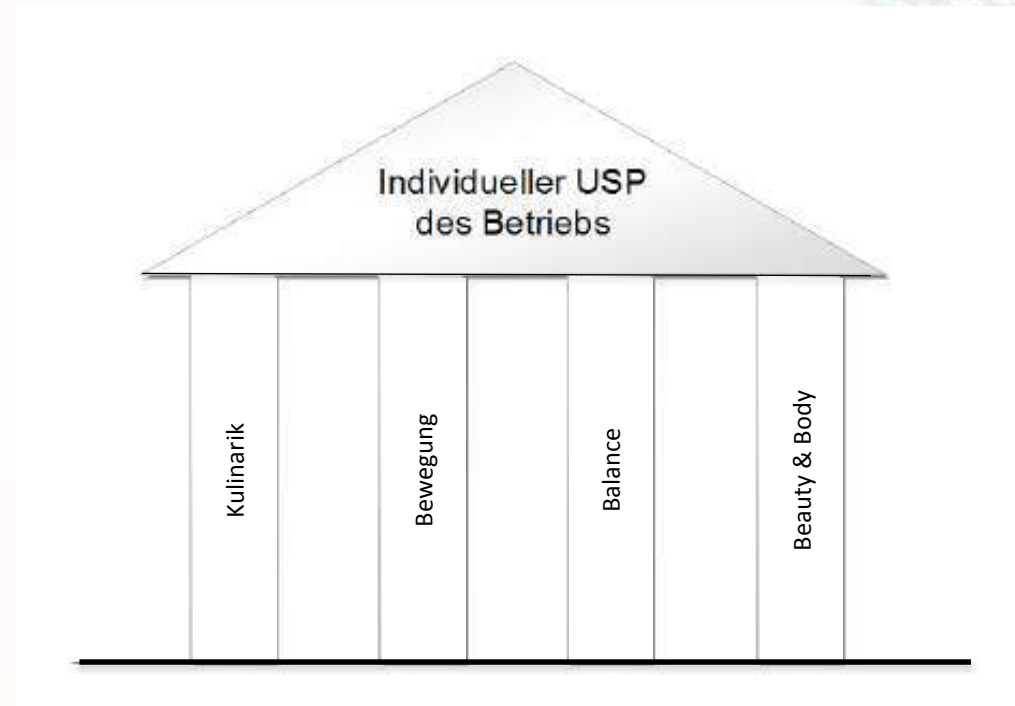 Individueller USP
des Betriebs
Kulinarik
Bewegung
Balance
Beauty & Body